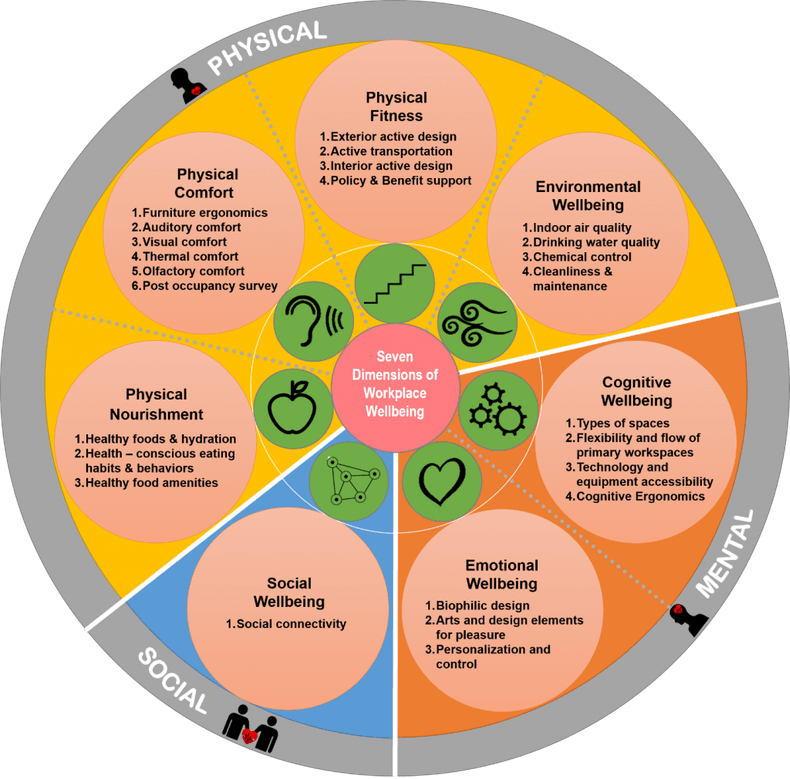 PHYSICAL
Physical
Fitness
1.Exterior active design
2.Active transportation
3.Interior active design
4.Policy & Benefit support
Physical
Comfort
1.Furniture ergonomics
2.Auditory comfort
3.Visual comfort
4.Thermal comfort
5.Olfactory comfort
6.Post occupancy survey
Environmental
Wellbeing
1.Indoor air quality
2.Drinking water quality
3.Chemical control
4.Cleanliness &
maintenance
Seven
Dimensions of
Workplace
Wellbeing
Physical
Nourishment
1.Healthy foods & hydration
2.Health – conscious eating
habits & behaviors
3.Healthy food amenities
Cognitive
Wellbeing
1.Types of spaces
2.Flexibility and flow of
primary workspaces
3.Technology and
equipment accessibility
4.Cognitive Ergonomics
Social
Wellbeing
1.Social connectivity
Emotional
Wellbeing
1.Biophilic design
2.Arts and design elements
for pleasure
3.Personalization and
control
MENTAL
SOCIAL